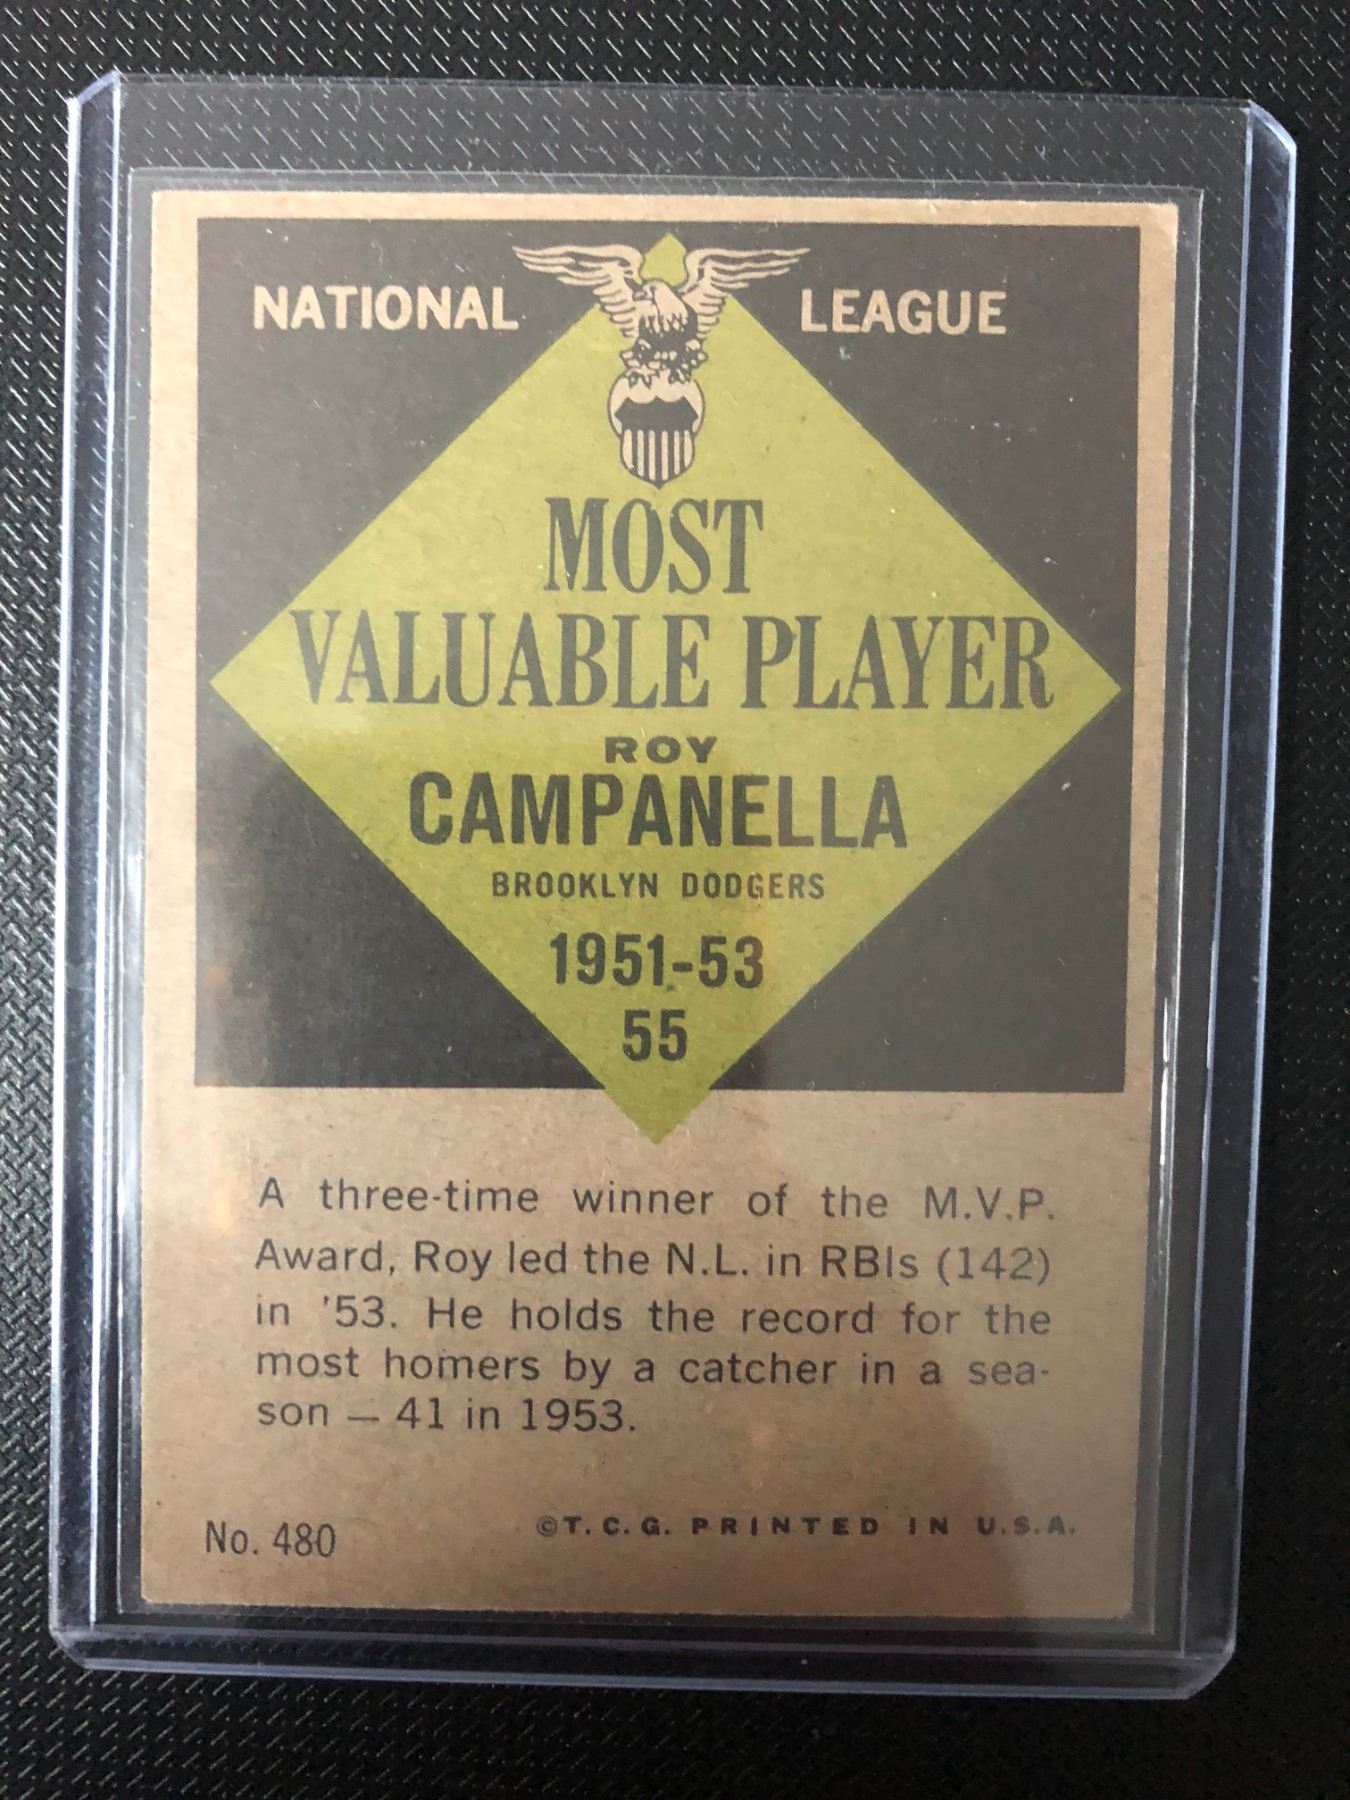 NATIONAL LEAGUE
MOST
VALUABLE PLAYER
ROY
CAMPANELLA
BROOKLYN DODGERS
1951-53
55
A three-time winner of the M.V.P.
Award, Roy led the N.L. in RBIs (142)
in '53. He holds the record for the
most homers by a catcher in a sea-
son — 41 in 1953.
No. 480 ©T. C. G. PRINTED IN U.S.A.